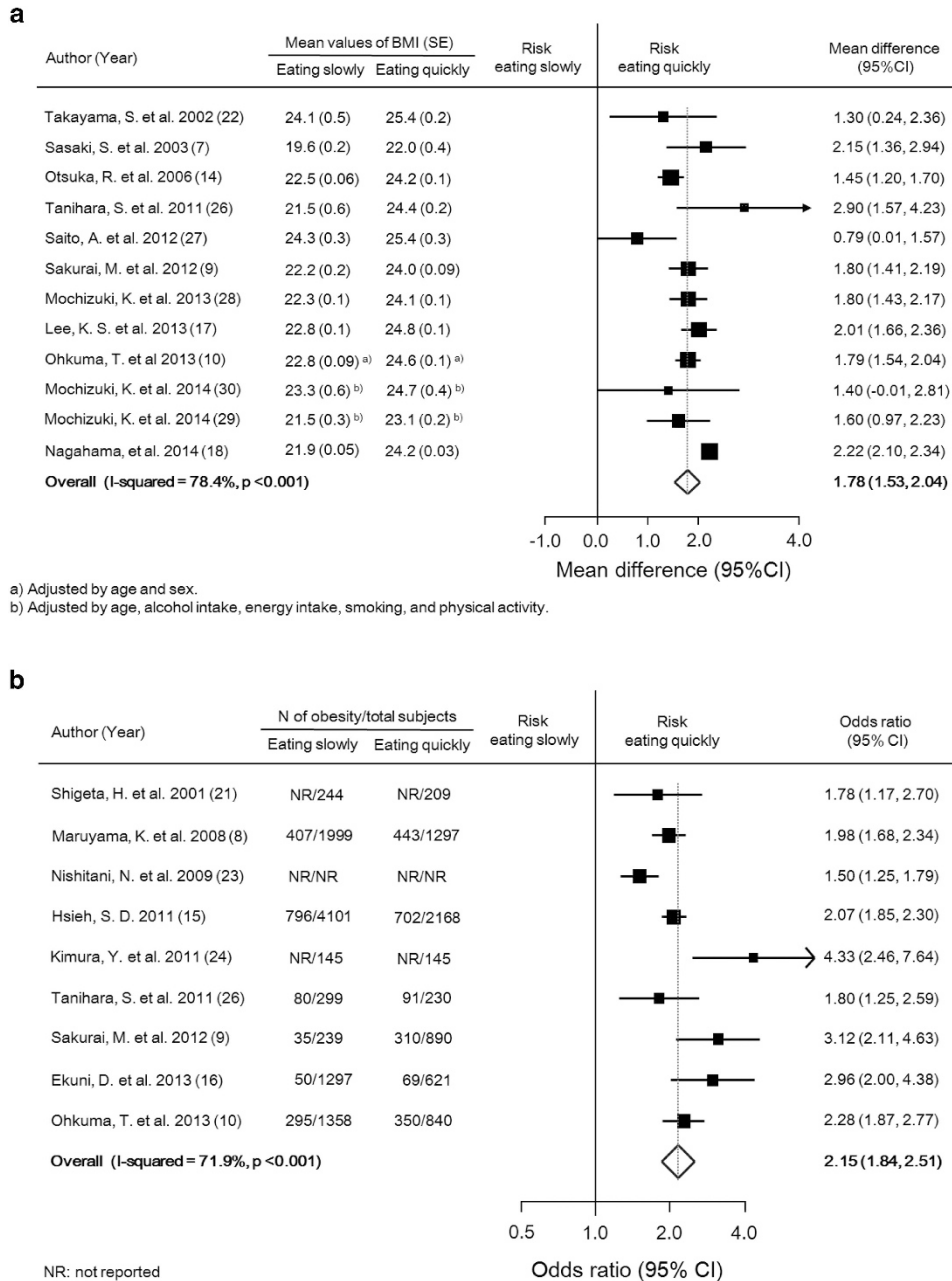 a
Author (Year) Mean values of BMI (SE) Risk eating slowly Risk eating quickly Mean difference (95%CI)
Eating slowly Eating quickly
Takayama, S. et al. 2002 (22) 24.1 (0.5) 25.4 (0.2) 1.30 (0.24, 2.36)
Sasaki, S. et al. 2003 (7) 19.6 (0.2) 22.0 (0.4) 2.15 (1.36, 2.94)
Otsuka, R. et al. 2006 (14) 22.5 (0.06) 24.2 (0.1) 1.45 (1.20, 1.70)
Tanihara, S. et al. 2011 (26) 21.5 (0.6) 24.4 (0.2) 2.90 (1.57, 4.23)
Saito, A. et al. 2012 (27) 24.3 (0.3) 25.4 (0.3) 0.79 (0.01, 1.57)
Sakurai, M. et al. 2012 (9) 22.2 (0.2) 24.0 (0.09) 1.80 (1.41, 2.19)
Mochizuki, K. et al. 2013 (28) 22.3 (0.1) 24.1 (0.1) 1.80 (1.43, 2.17)
Lee, K. S. et al. 2013 (17) 22.8 (0.1) 24.8 (0.1) 2.01 (1.66, 2.36)
Ohkuma, T. et al 2013 (10) 22.8 (0.09) a) 24.6 (0.1) a) 1.79 (1.54, 2.04)
Mochizuki, K. et al. 2014 (30) 23.3 (0.6) b) 24.7 (0.4) b) 1.40 (-0.01, 2.81)
Mochizuki, K. et al. 2014 (29) 21.5 (0.3) b) 23.1 (0.2) b) 1.60 (0.97, 2.23)
Nagahama, et al. 2014 (18) 21.9 (0.05) 24.2 (0.03) 2.22 (2.10, 2.34)
Overall (I-squared = 78.4%, p <0.001) 1.78 (1.53, 2.04)
-1.0 0.0 1.0 2.0 4.0
Mean difference (95%CI)
a) Adjusted by age and sex.
b) Adjusted by age, alcohol intake, energy intake, smoking, and physical activity.
b
Author (Year) N of obesity/total subjects Risk eating slowly Risk eating quickly Odds ratio (95% CI)
Eating slowly Eating quickly
Shigeta, H. et al. 2001 (21) NR/244 NR/209 1.78 (1.17, 2.70)
Maruyama, K. et al. 2008 (8) 407/1999 443/1297 1.98 (1.68, 2.34)
Nishitani, N. et al. 2009 (23) NR/NR NR/NR 1.50 (1.25, 1.79)
Hsieh, S. D. 2011 (15) 796/4101 702/2168 2.07 (1.85, 2.30)
Kimura, Y. et al. 2011 (24) NR/145 NR/145 4.33 (2.46, 7.64)
Tanihara, S. et al. 2011 (26) 80/299 91/230 1.80 (1.25, 2.59)
Sakurai, M. et al. 2012 (9) 35/239 310/890 3.12 (2.11, 4.63)
Ekuni, D. et al. 2013 (16) 50/1297 69/621 2.96 (2.00, 4.38)
Ohkuma, T. et al. 2013 (10) 295/1358 350/840 2.28 (1.87, 2.77)
Overall (I-squared = 71.9%, p <0.001) 2.15 (1.84, 2.51)
0.5 1.0 2.0 4.0
NR: not reported Odds ratio (95% CI)